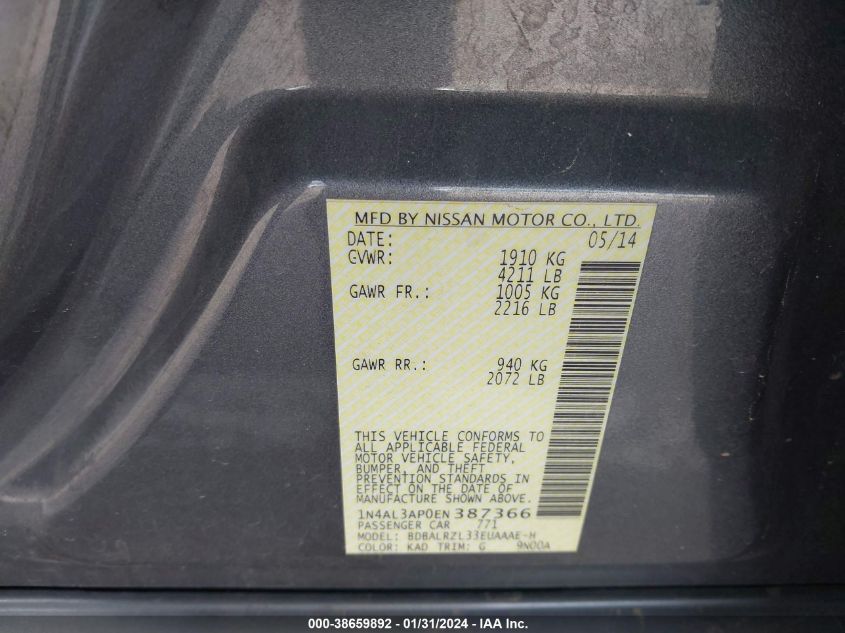 MFD BY NISSAN MOTOR CO., LTD.
DATE: 05/14
GVWR: 1910 KG
4211 LB
GAWR FR.: 1005 KG
2216 LB
GAWR RR.: 940 KG
2072 LB
THIS VEHICLE CONFORMS TO
ALL APPLICABLE FEDERAL
MOTOR VEHICLE SAFETY,
BUMPER, AND THEFT
PREVENTION STANDARDS IN
EFFECT ON THE DATE OF
MANUFACTURE SHOWN ABOVE.
1N4AL3AP0EN387366
PASSENGER CAR 771
MODEL: BDBALRZL33EUAAAE-H
COLOR: KAD TRIM: G 9N00A
000-38659892 - 01/31/2024 - IAA Inc.